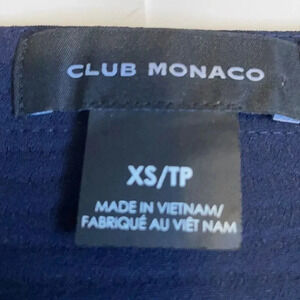 CLUB MONACO
XS/TP
MADE IN VIETNAM/
FABRIQUÉ AU VIÊT NAM